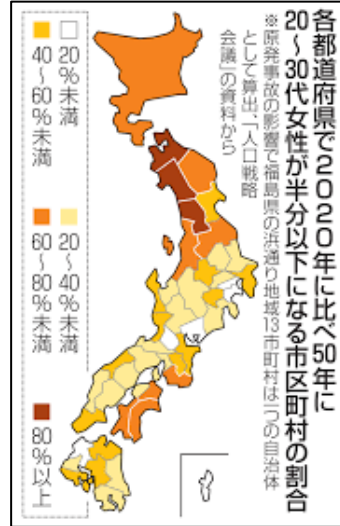 各都道府県で2020年に比べ50年に
20～30代女性が半分以下になる市区町村の割合
※原発事故の影響で福島県の浜通り地域13市町村は一つの自治体
として算出、「人口戦略
会議」の資料から
20％未満
20～40％未満
40～60％未満
60～80％未満
80％以上